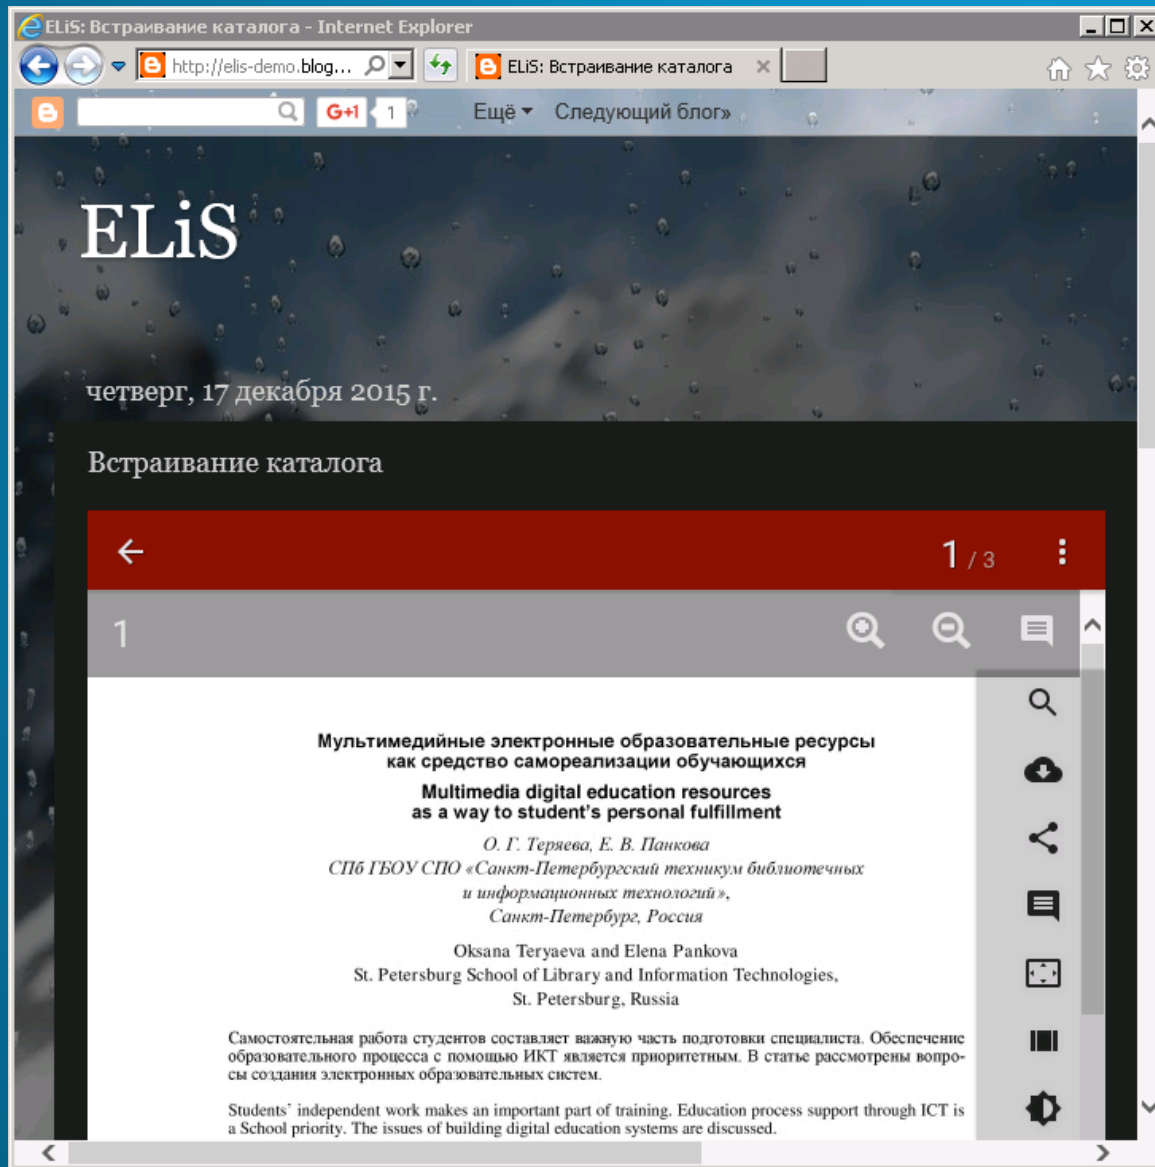 ELiS: Встраивание каталога - Internet Explorer
http://elis-demo.blog...
ELiS: Встраивание каталога
G+1 1
Ещё
Следующий блог»
ELiS
четверг, 17 декабря 2015 г.
Встраивание каталога
1 / 3
1
Мультимедийные электронные образовательные ресурсы
как средство самореализации обучающихся
Multimedia digital education resources
as a way to student's personal fulfillment
О. Г. Теряева, Е. В. Панкова
СПб ГБОУ СПО «Санкт-Петербургский техникум библиотечных
и информационных технологий»,
Санкт-Петербург, Россия
Oksana Teryaeva and Elena Pankova
St. Petersburg School of Library and Information Technologies,
St. Petersburg, Russia
Самостоятельная работа студентов составляет важную часть подготовки специалиста. Обеспечение
образовательного процесса с помощью ИКТ является приоритетным. В статье рассмотрены вопро-
сы создания электронных образовательных систем.
Students' independent work makes an important part of training. Education process support through ICT is
a School priority. The issues of building digital education systems are discussed.